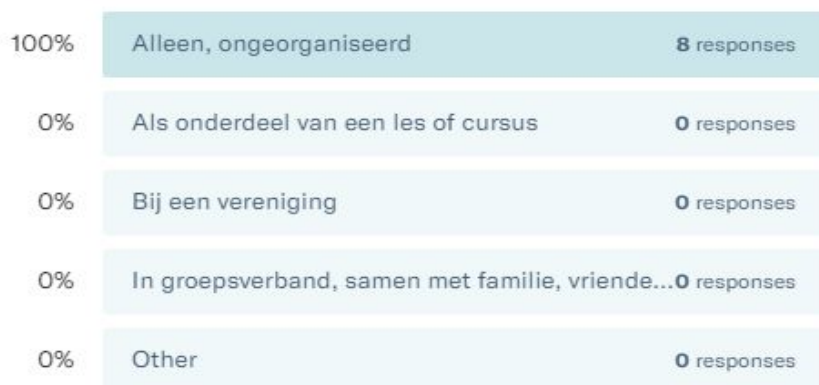 100% Alleen, ongeorganiseerd 8 responses
0% Als onderdeel van een les of cursus 0 responses
0% Bij een vereniging 0 responses
0% In groepsverband, samen met familie, vriende...0 responses
0% Other 0 responses